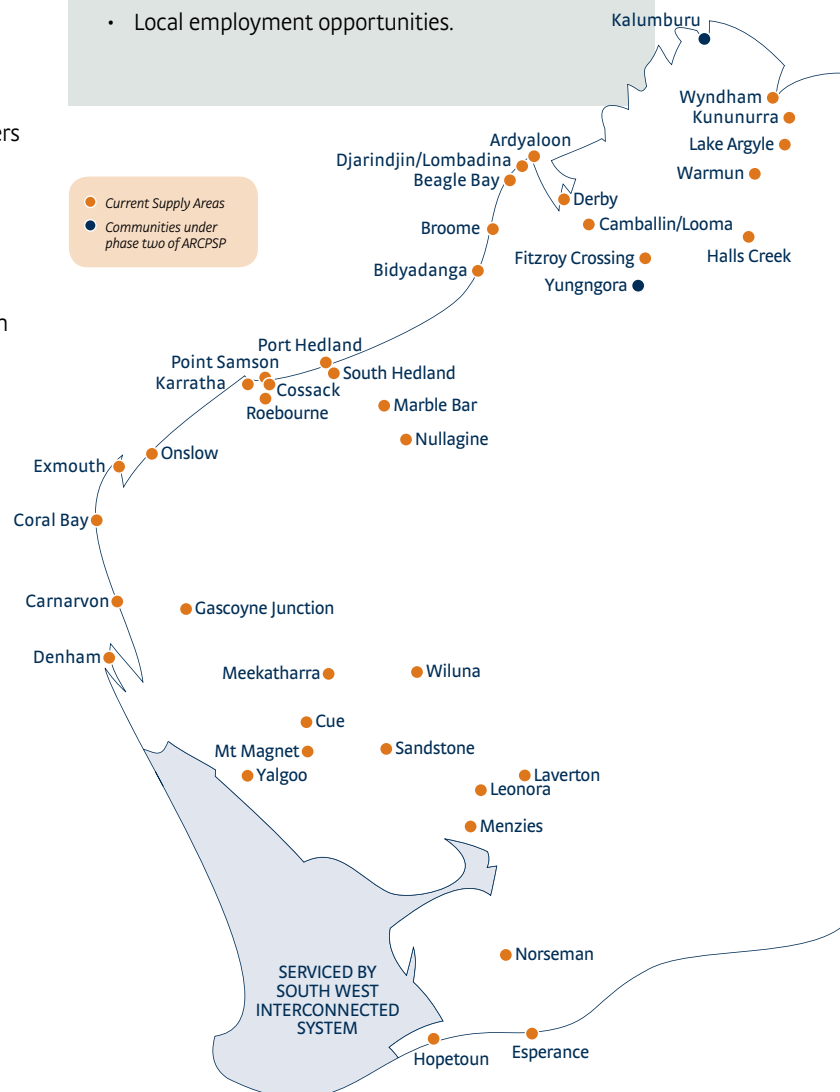 • Local employment opportunities.
ers
n
Current Supply Areas
Communities under
phase two of ARCPSP
Kalumburu
Wyndham
Kununurra
Lake Argyle
Warmun
Ardyaloon
Djarindjin/Lombadina
Beagle Bay
Derby
Broome
Camballin/Looma
Halls Creek
Fitzroy Crossing
Bidyadanga
Yungngora
Port Hedland
Point Samson
South Hedland
Karratha
Cossack
Roebourne
Marble Bar
Nullagine
Onslow
Exmouth
Coral Bay
Carnarvon
Gascoyne Junction
Denham
Meekatharra
Wiluna
Cue
Mt Magnet
Sandstone
Yalgoo
Laverton
Leonora
Menzies
Norseman
SERVICED BY
SOUTH WEST
INTERCONNECTED
SYSTEM
Hopetoun
Esperance